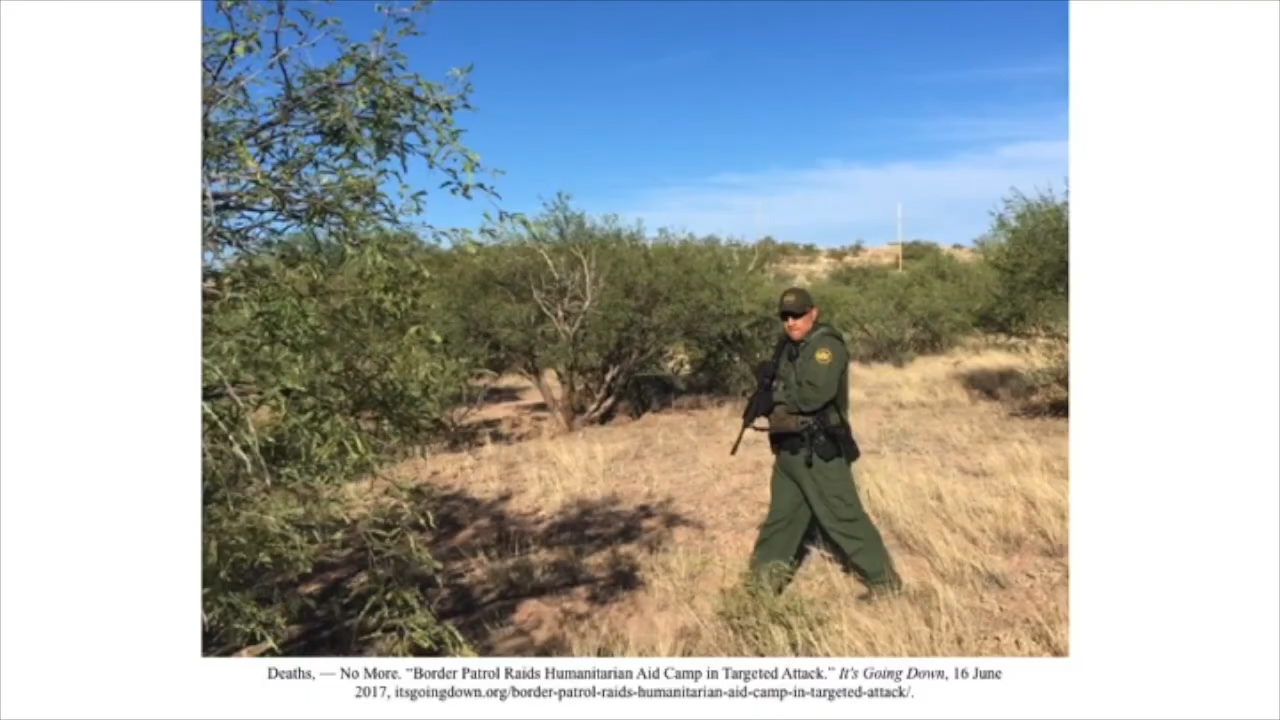 Deaths, — No More. “Border Patrol Raids Humanitarian Aid Camp in Targeted Attack.” It's Going Down, 16 June
2017, itsgoingdown.org/border-patrol-raids-humanitarian-aid-camp-in-targeted-attack/.